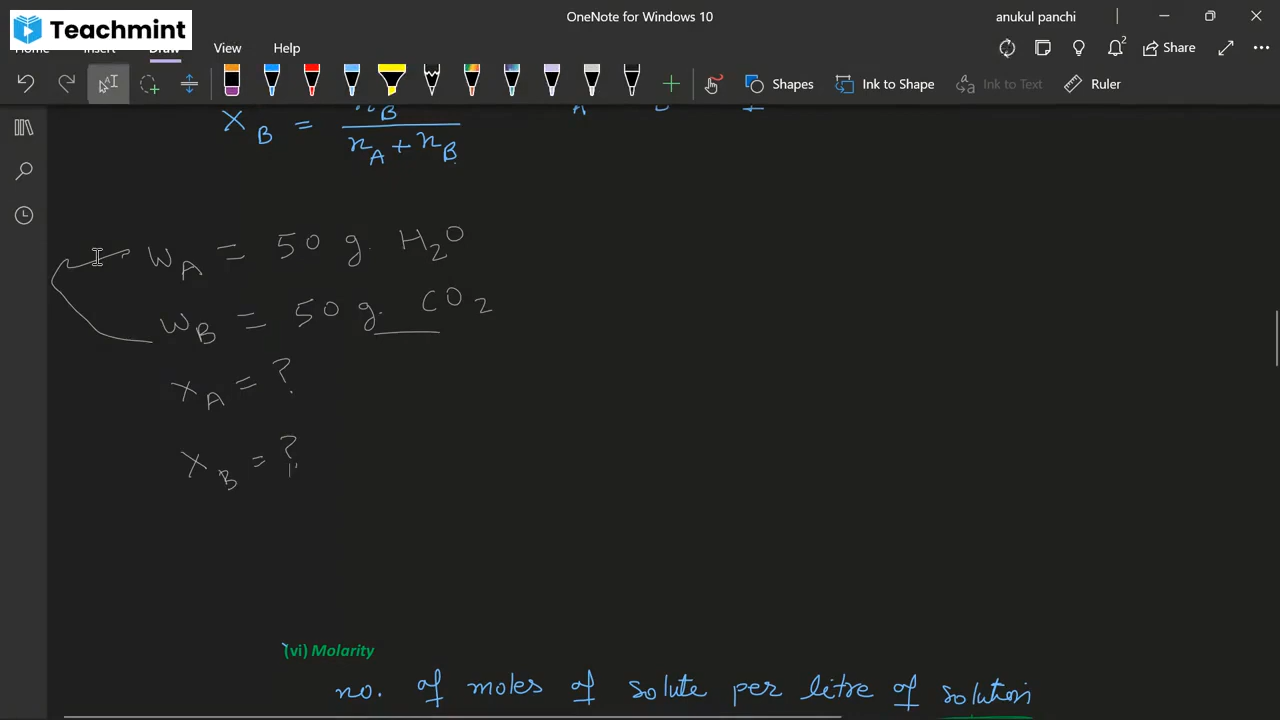 OneNote for Windows 10
anukul panchi
Teachmint
Home Insert Draw View Help
Share
Shapes
Ink to Shape
Ink to Text
Ruler
X_B = n_B / n_A + n_B
W_A = 50 g. H2O
W_B = 50 g. CO2
X_A = ?
X_B = ?
(vi) Molarity
no. of moles of solute per litre of solution